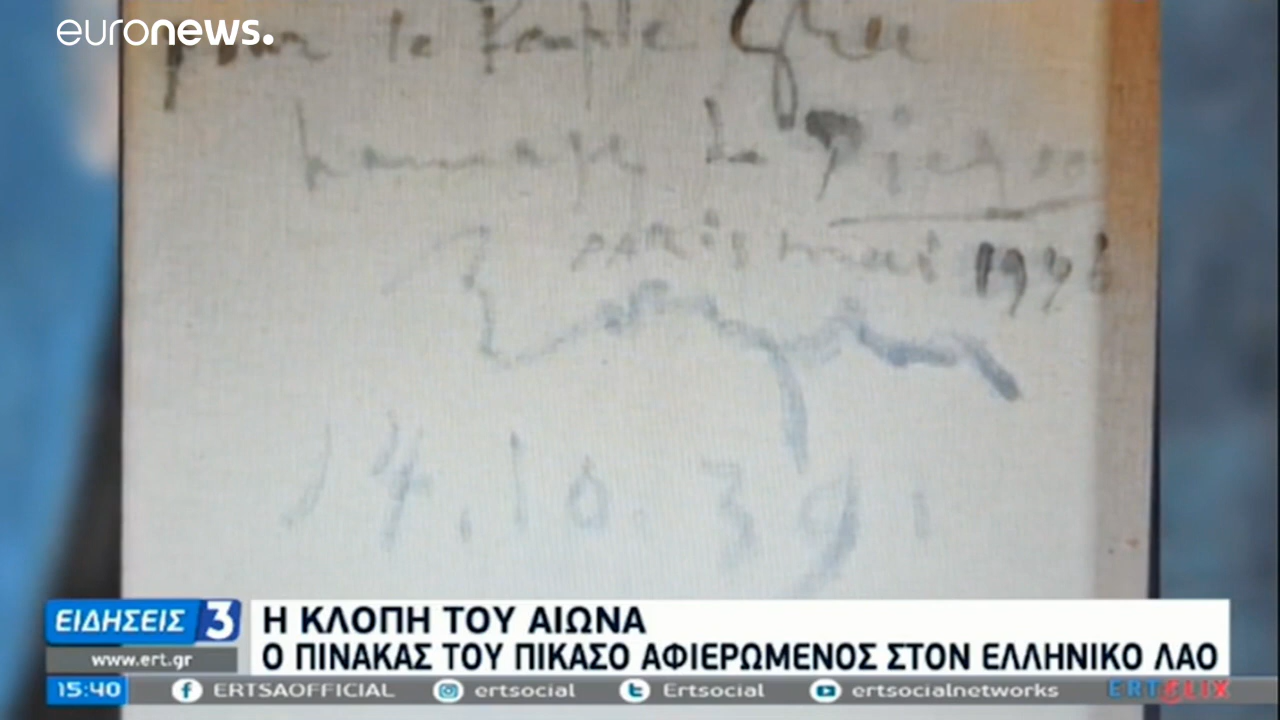 euronews.
pour le Peuple Grec
hommage de Picasso
PARIS mai 1946
14.10.39.
ΕΙΔΗΣΕΙΣ 3
Η ΚΛΟΠΗ ΤΟΥ ΑΙΩΝΑ
www.ert.gr
Ο ΠΙΝΑΚΑΣ ΤΟΥ ΠΙΚΑΣΟ ΑΦΙΕΡΩΜΕΝΟΣ ΣΤΟΝ ΕΛΛΗΝΙΚΟ ΛΑΟ
15:40 ERTSAOFFICIAL ertsocial Ertsocial ertsocialnetworks ERTFLIX